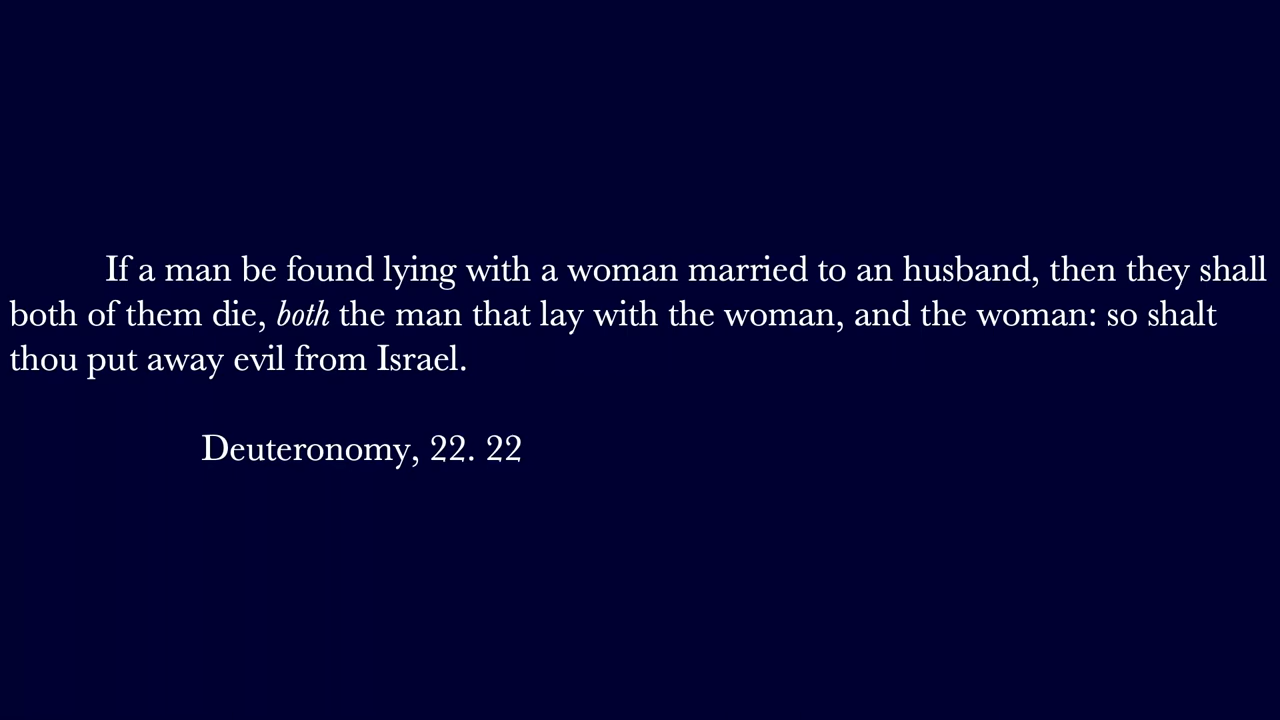 If a man be found lying with a woman married to an husband, then they shall
both of them die, both the man that lay with the woman, and the woman: so shalt
thou put away evil from Israel.
Deuteronomy, 22. 22